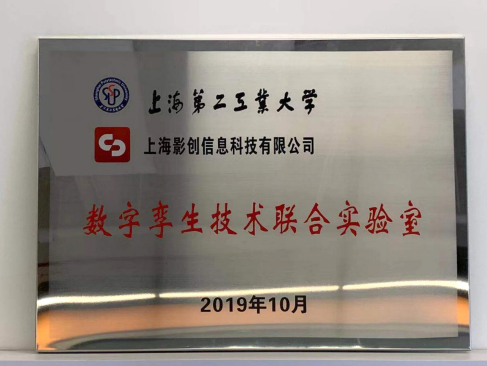 上海第二工業大学
上海影创信息科技有限公司
数字孪生技术联合实验室
2019年10月